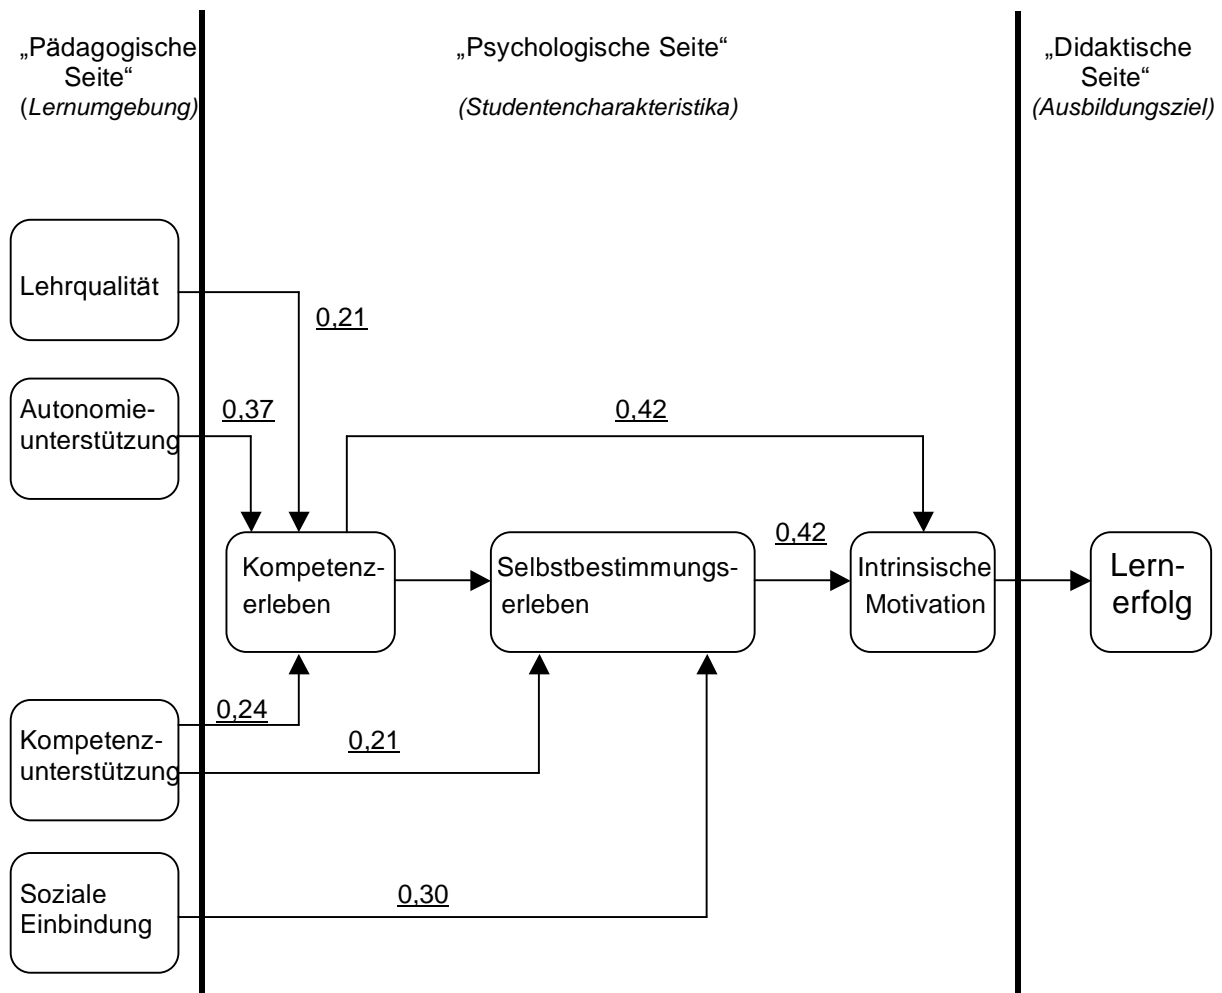 „Pädagogische
Seite“
(Lernumgebung)
„Psychologische Seite“
(Studentencharakteristika)
„Didaktische
Seite“
(Ausbildungsziel)
Lehrqualität
0,21
Autonomie-
unterstützung
0,37
0,42
Kompetenz-
erleben
Selbstbestimmungs-
erleben
0,42
Intrinsische
Motivation
Lern-
erfolg
0,24
Kompetenz-
unterstützung
0,21
Soziale
Einbindung
0,30